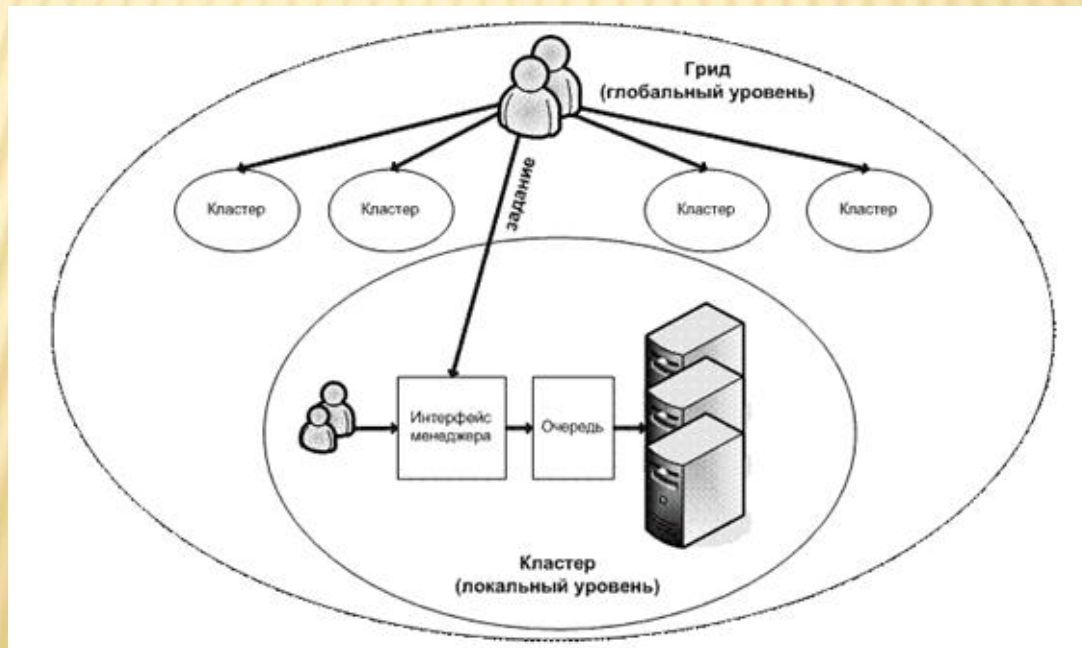 Грид
(глобальный уровень)
Кластер
Кластер
задание
Кластер
Кластер
Интерфейс
менеджера
Очередь
Кластер
(локальный уровень)